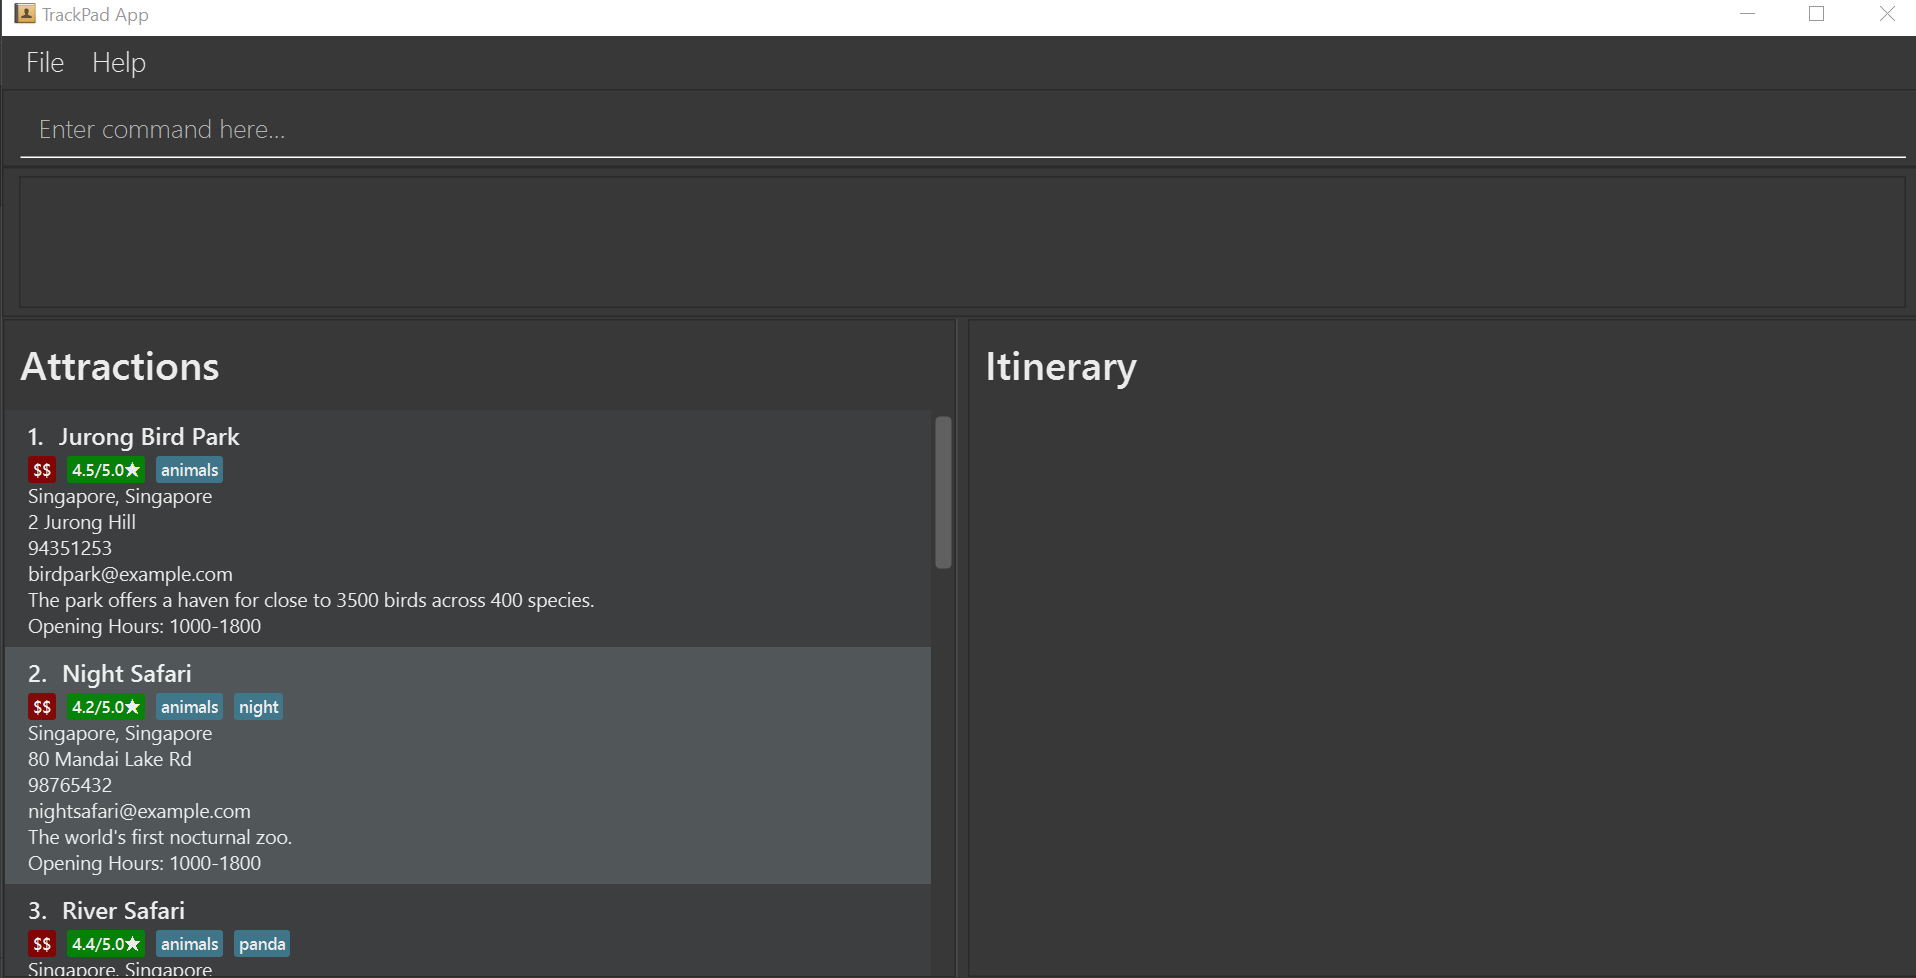 TrackPad App
File Help
Enter command here...
Attractions
1. Jurong Bird Park
$$ 4.5/5.0★ animals
Singapore, Singapore
2 Jurong Hill
94351253
birdpark@example.com
The park offers a haven for close to 3500 birds across 400 species.
Opening Hours: 1000-1800
2. Night Safari
$$ 4.2/5.0★ animals night
Singapore, Singapore
80 Mandai Lake Rd
98765432
nightsafari@example.com
The world's first nocturnal zoo.
Opening Hours: 1000-1800
3. River Safari
$$ 4.4/5.0★ animals panda
Singapore, Singapore
Itinerary